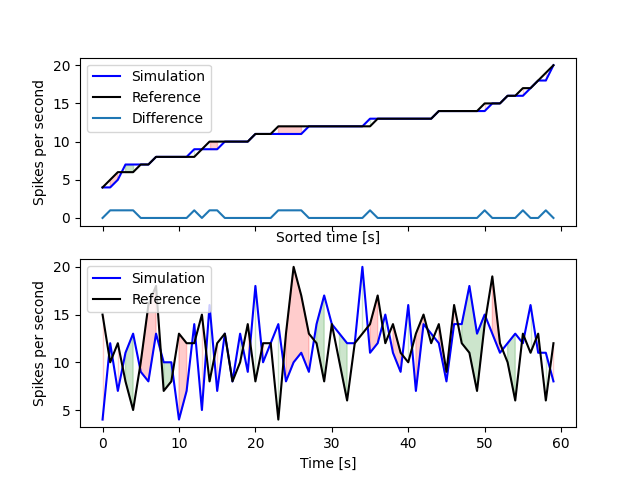 20
15
10
5
0
Spikes per second
Simulation
Reference
Difference
Sorted time [s]
20
15
10
5
Spikes per second
Simulation
Reference
0 10 20 30 40 50 60
Time [s]